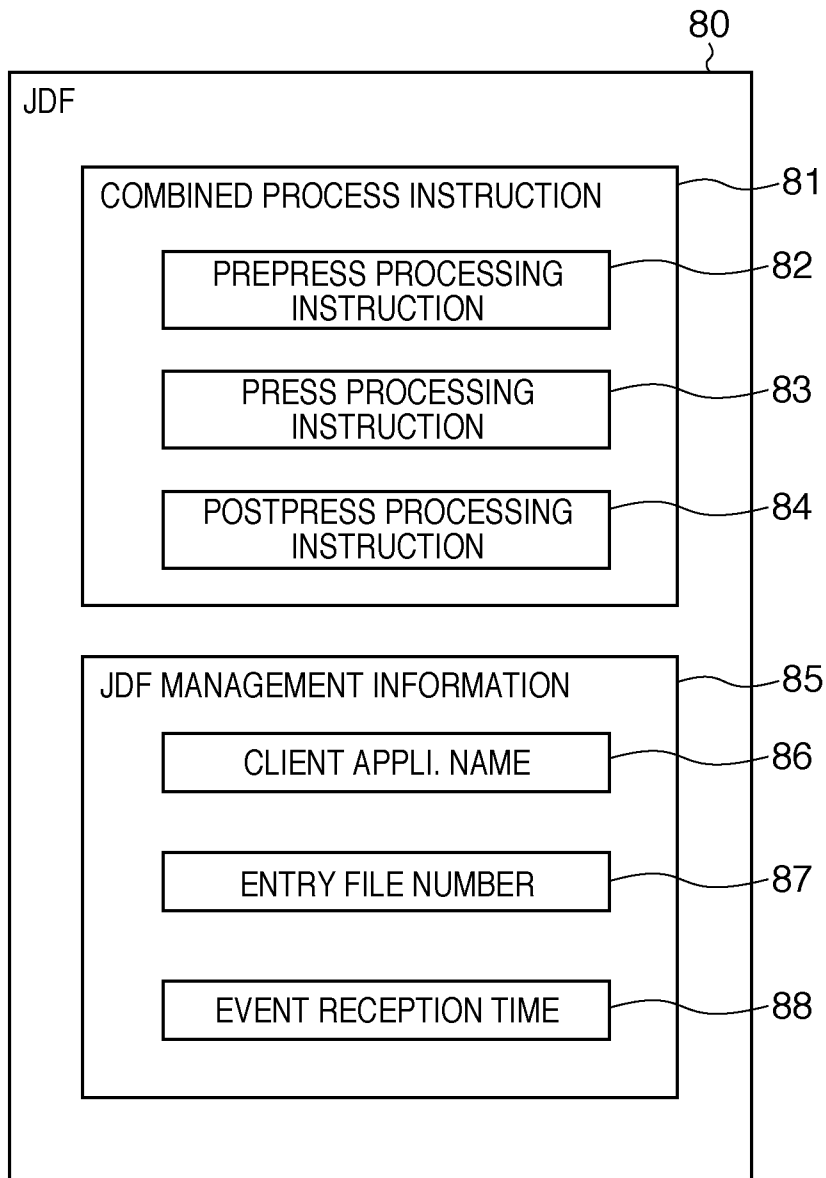 80
JDF
COMBINED PROCESS INSTRUCTION
81
PREPRESS PROCESSING
INSTRUCTION
82
PRESS PROCESSING
INSTRUCTION
83
POSTPRESS PROCESSING
INSTRUCTION
84
JDF MANAGEMENT INFORMATION
85
CLIENT APPLI. NAME
86
ENTRY FILE NUMBER
87
EVENT RECEPTION TIME
88